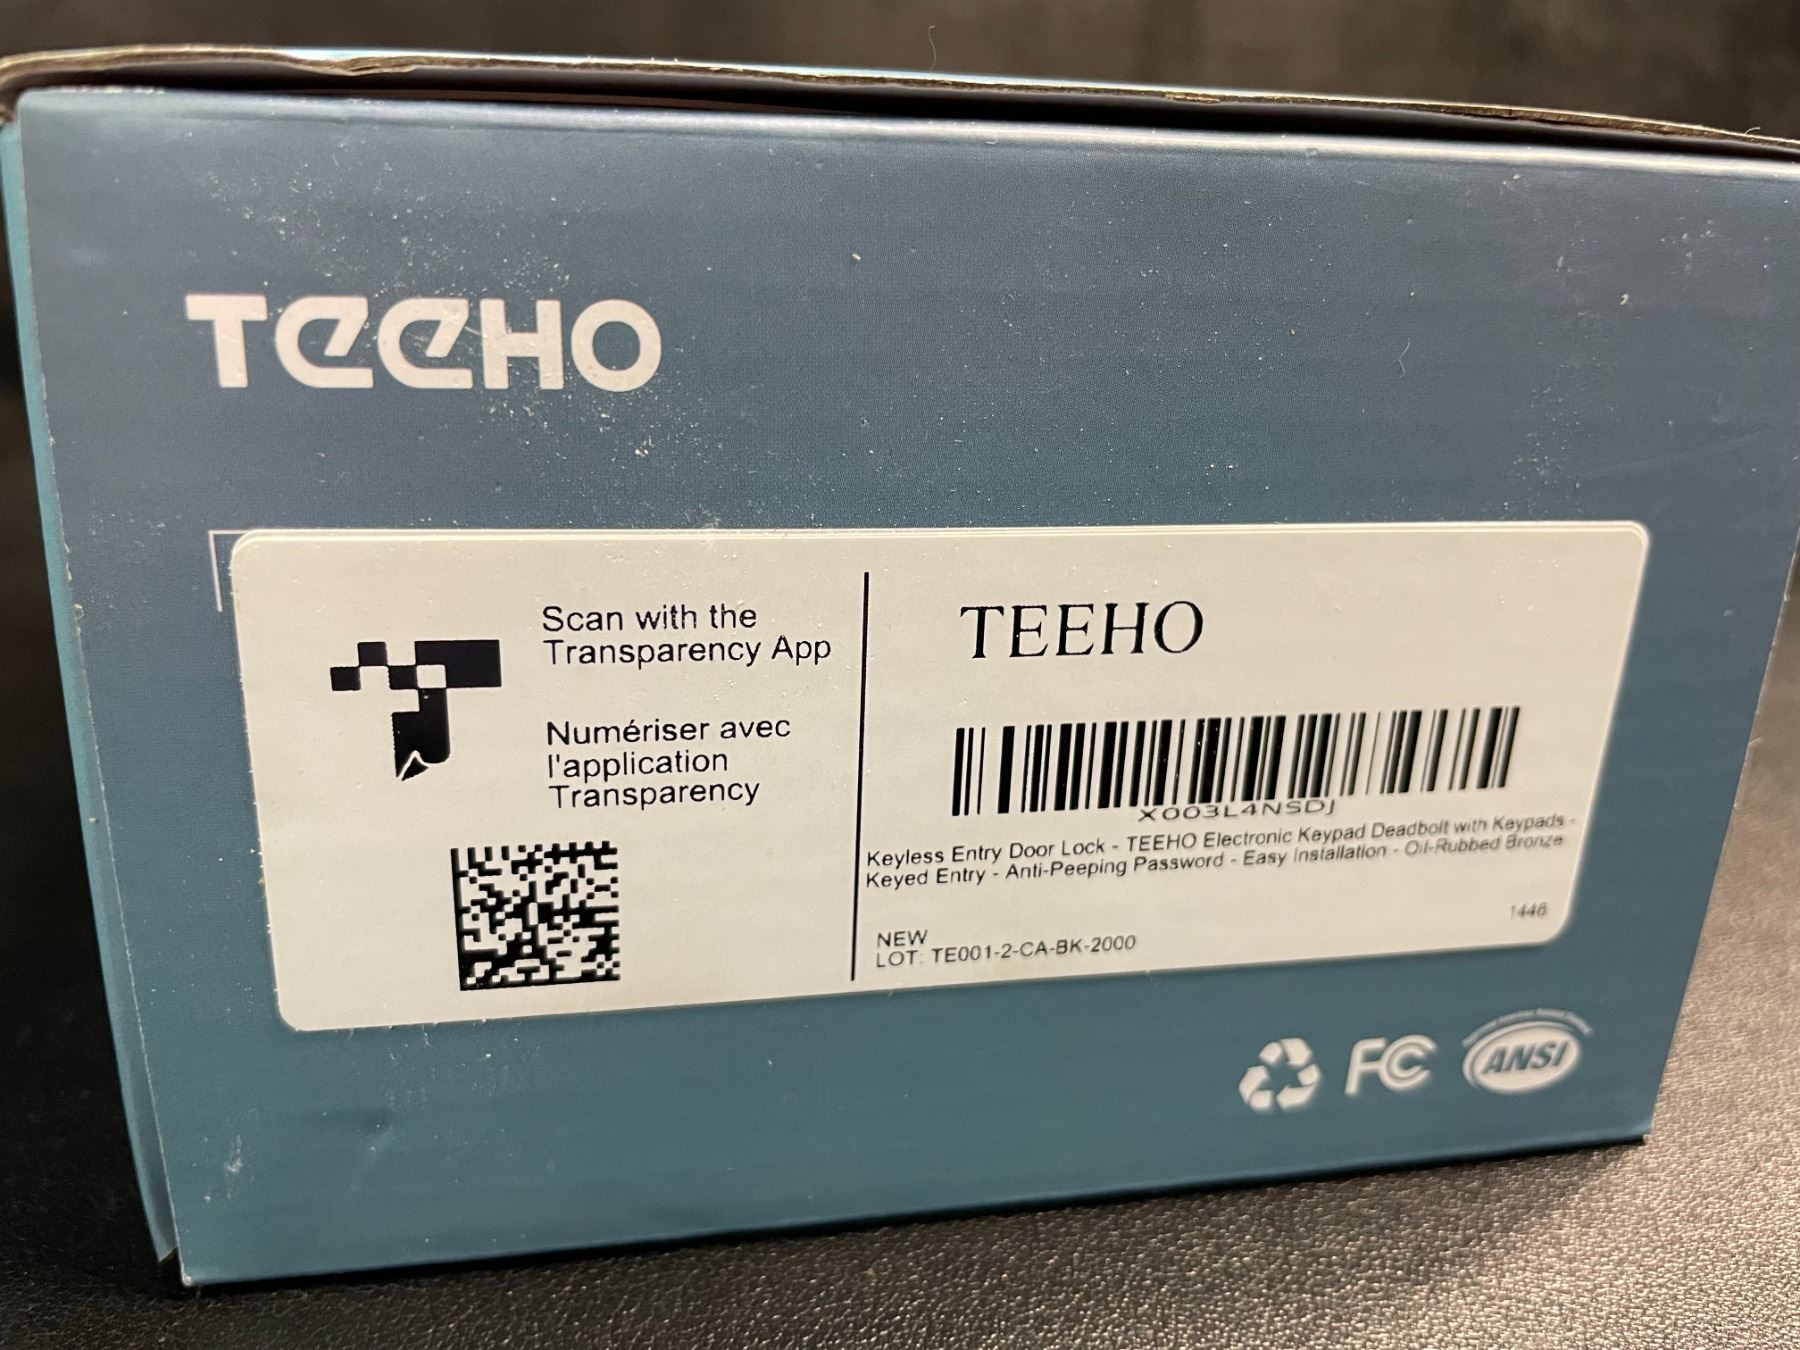 TEEHO
Scan with the
Transparency App
Numériser avec
l'application
Transparency
TEEHO
X003L4NSDJ
Keyless Entry Door Lock - TEEHO Electronic Keypad Deadbolt with Keypads -
Keyed Entry - Anti-Peeping Password - Easy Installation - Oil-Rubbed Bronze
1446
NEW
LOT: TE001-2-CA-BK-2000
FC
ANSI